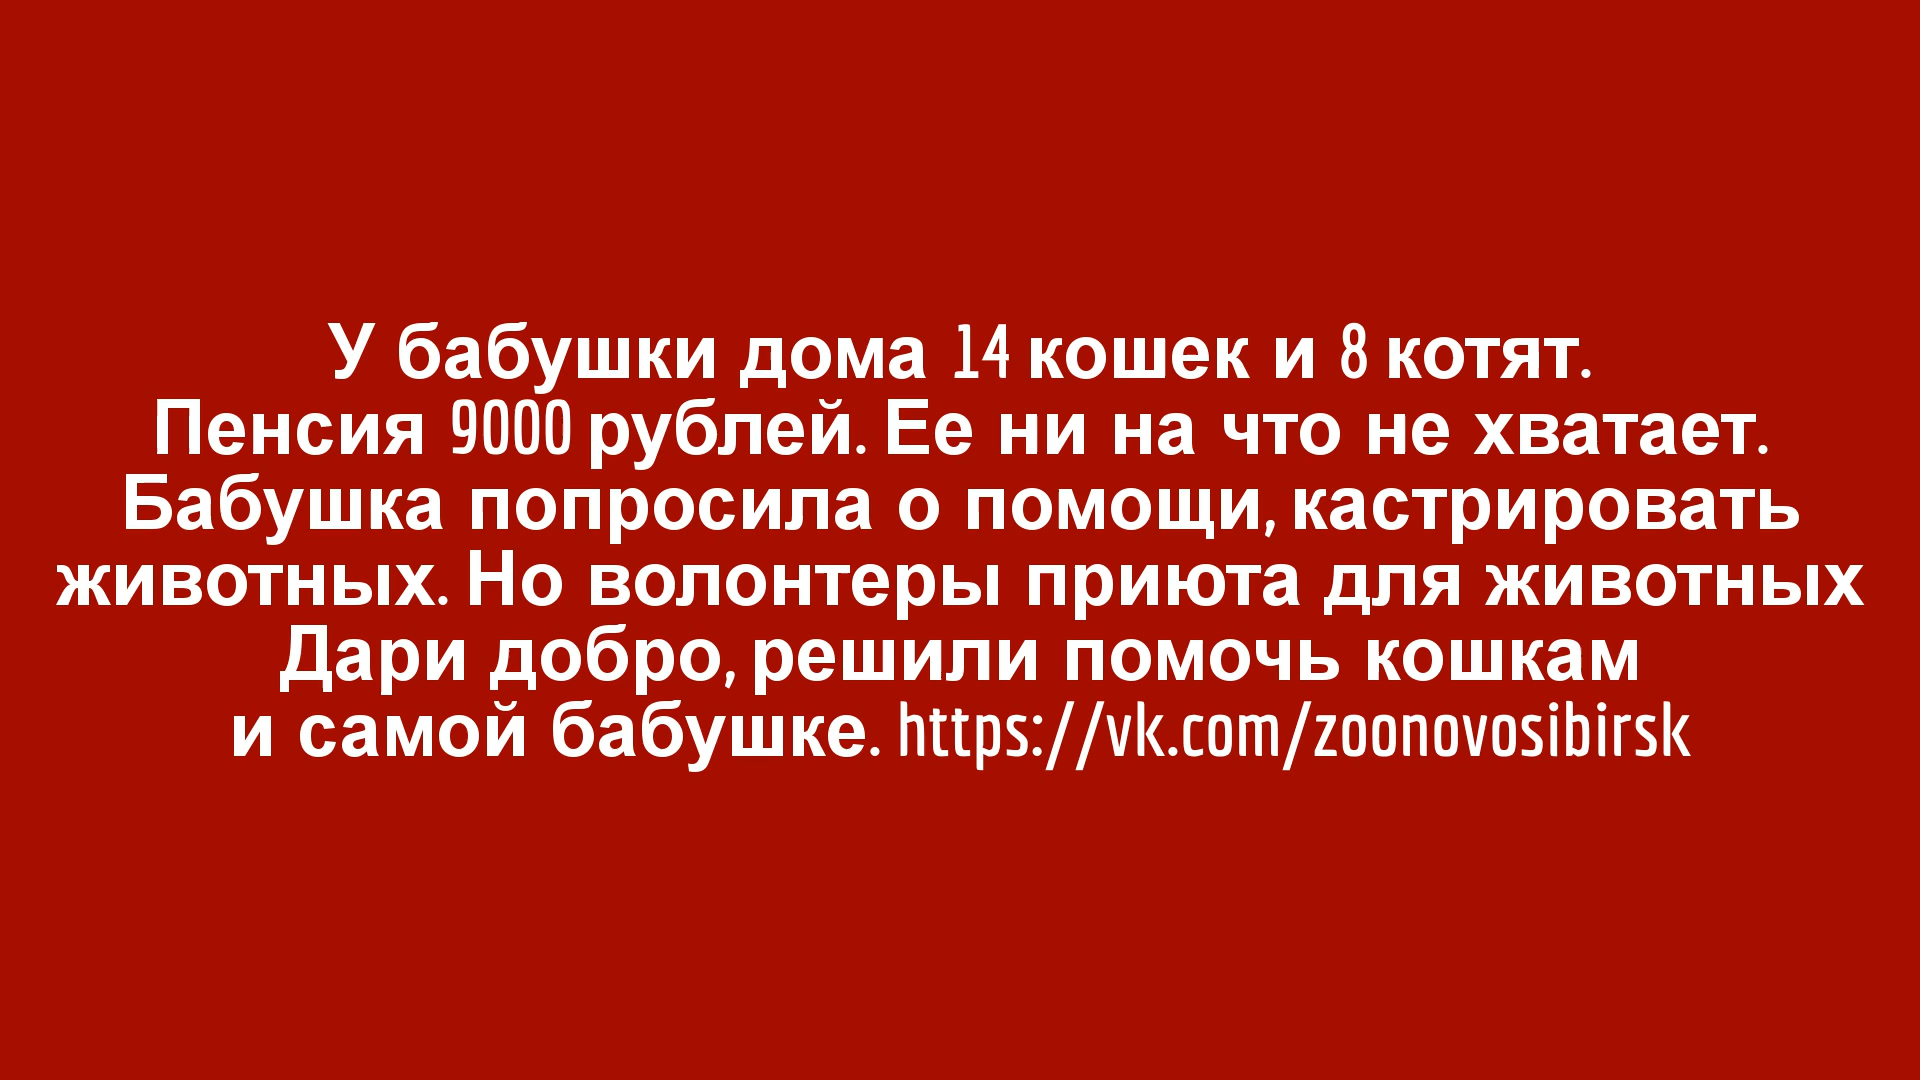 У бабушки дома 14 кошек и 8 котят.
Пенсия 9000 рублей. Ее ни на что не хватает.
Бабушка попросила о помощи, кастрировать
животных. Но волонтеры приюта для животных
Дари добро, решили помочь кошкам
и самой бабушке. https://vk.com/zoonovosibirsk